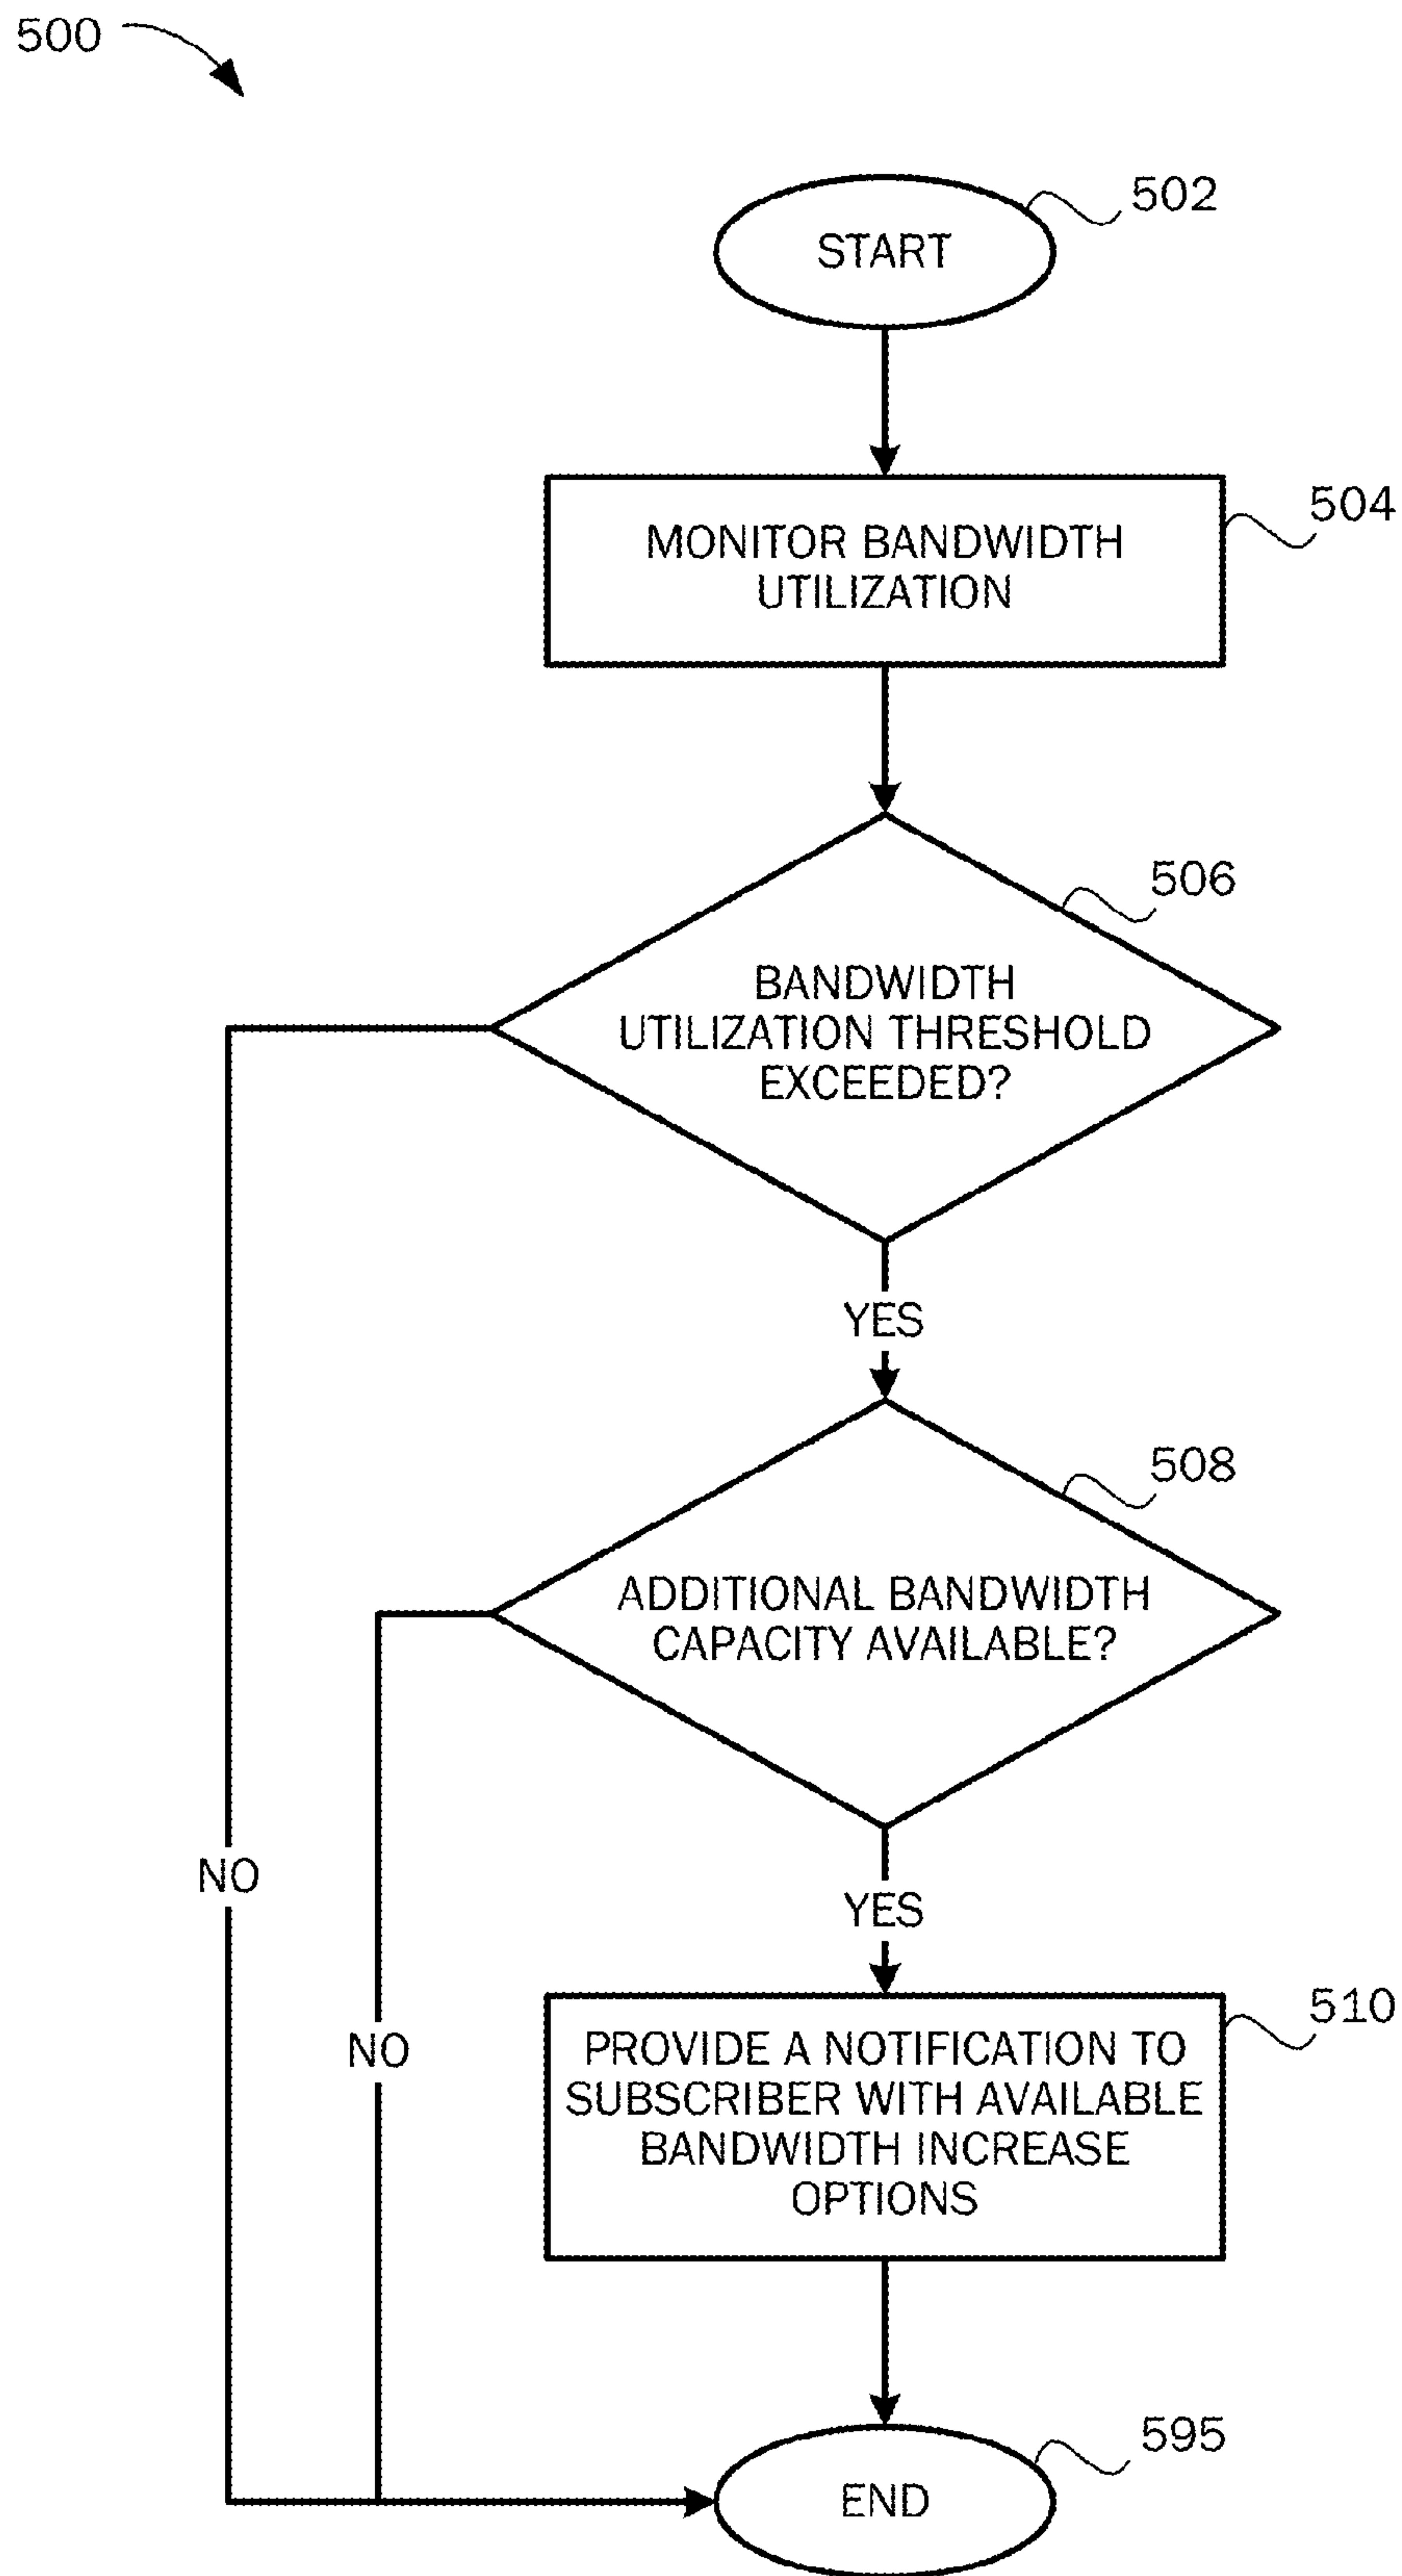 500
502
START
504
MONITOR BANDWIDTH
UTILIZATION
506
BANDWIDTH
UTILIZATION THRESHOLD
EXCEEDED?
YES
508
ADDITIONAL BANDWIDTH
CAPACITY AVAILABLE?
NO
YES
510
NO
PROVIDE A NOTIFICATION TO
SUBSCRIBER WITH AVAILABLE
BANDWIDTH INCREASE
OPTIONS
595
END